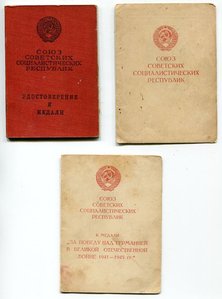 СОЮЗ
СОВЕТСКИХ
СОЦИАЛИСТИЧЕСКИХ
РЕСПУБЛИК
УДОСТОВЕРЕНИЕ
К
МЕДАЛИ
СОЮЗ
СОВЕТСКИХ
СОЦИАЛИСТИЧЕСКИХ
РЕСПУБЛИК
СОЮЗ
СОВЕТСКИХ
СОЦИАЛИСТИЧЕСКИХ
РЕСПУБЛИК
К МЕДАЛИ
"ЗА ПОБЕДУ НАД ГЕРМАНИЕЙ
В ВЕЛИКОЙ ОТЕЧЕСТВЕННОЙ
ВОЙНЕ 1941—1945 гг."